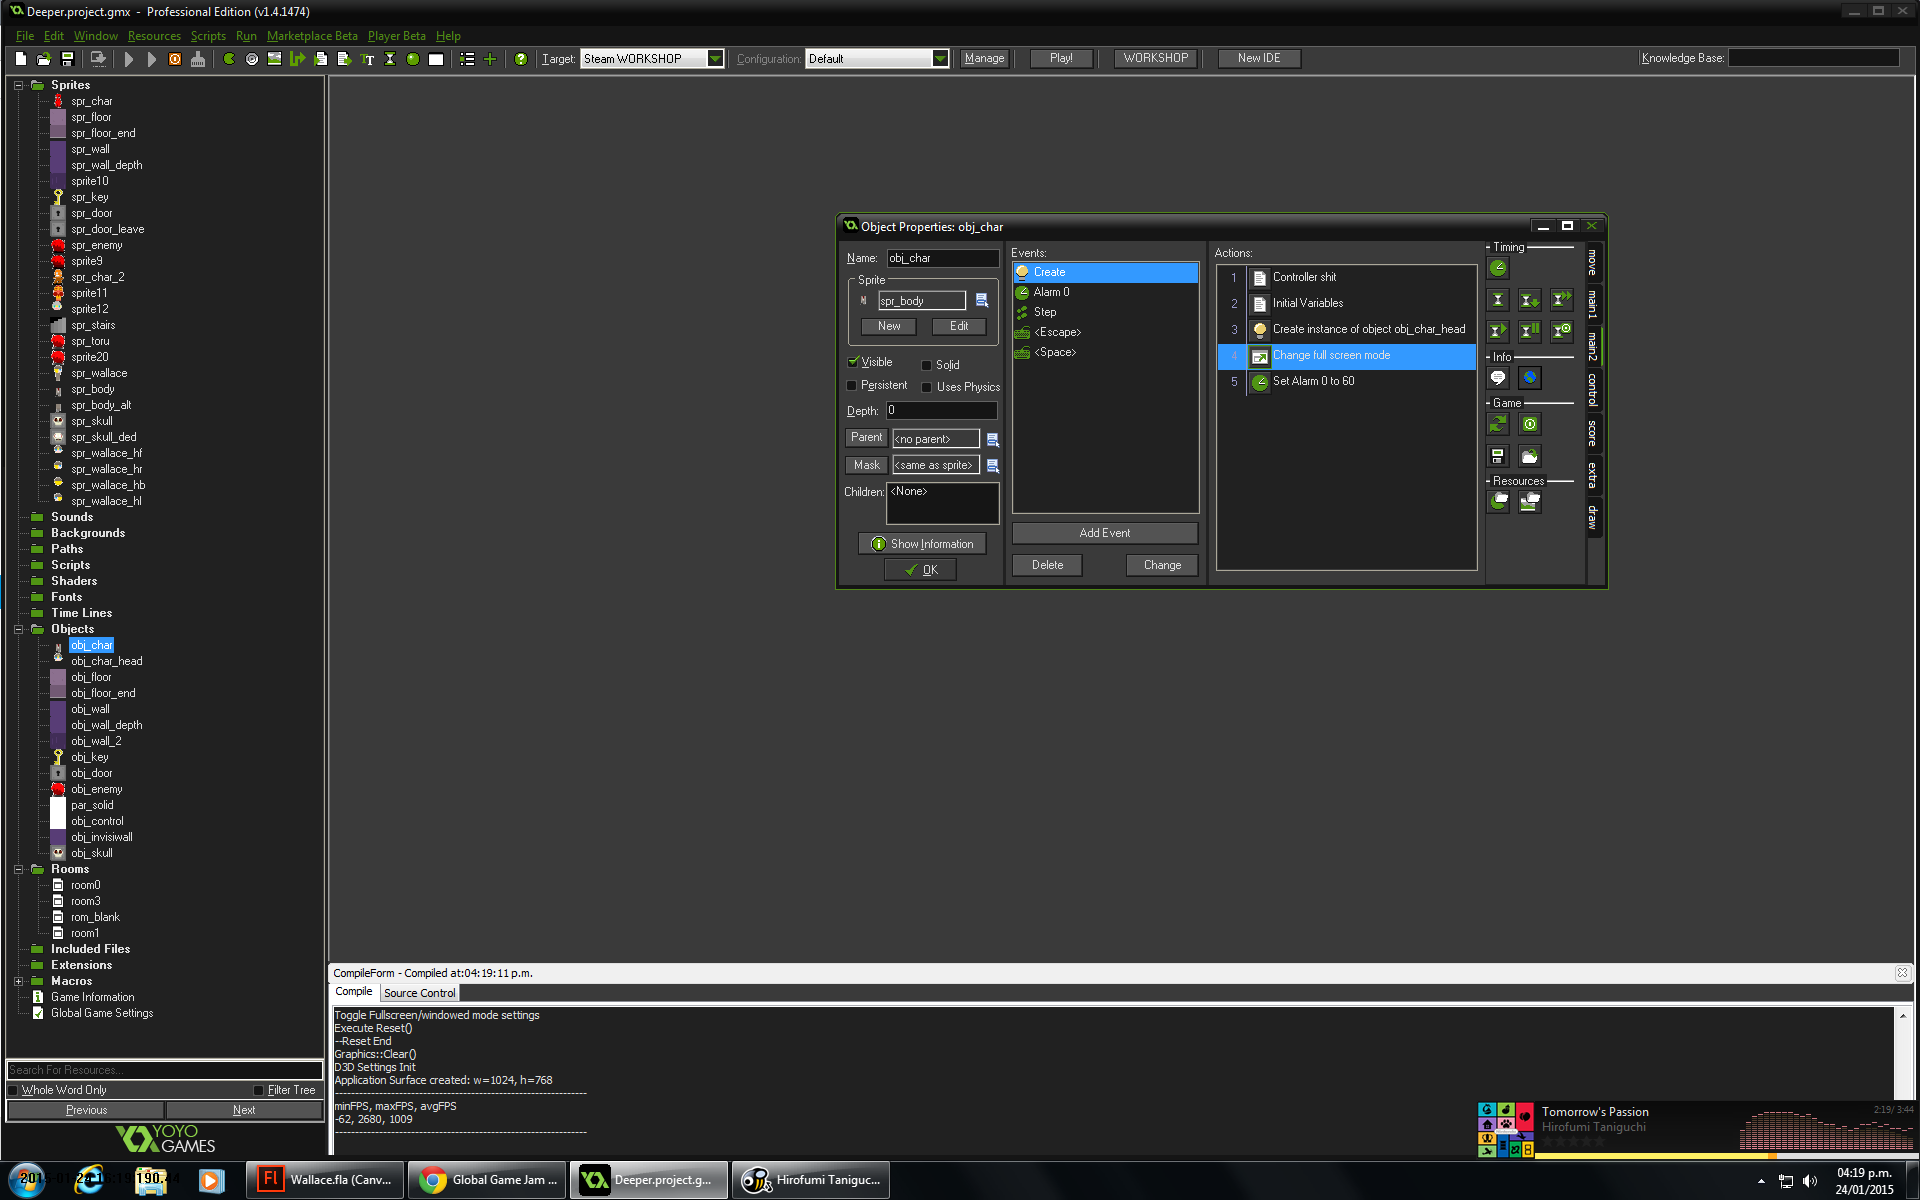 Deeper.project.gmx - Professional Edition (v1.4.1474)
File Edit Window Resources Scripts Run Marketplace Beta Player Beta Help
Target: Steam WORKSHOP Configuration: Default Manage Play! WORKSHOP New IDE Knowledge Base:
Sprites
spr_char
spr_floor
spr_floor_end
spr_wall
spr_wall_depth
sprite10
spr_key
spr_door
spr_door_leave
spr_enemy
sprite9
spr_char_2
sprite11
sprite12
spr_stairs
spr_toru
sprite20
spr_wallace
spr_body
spr_body_alt
spr_skull
spr_skull_ded
spr_wallace_hf
spr_wallace_hr
spr_wallace_hb
spr_wallace_hl
Sounds
Backgrounds
Paths
Scripts
Shaders
Fonts
Time Lines
Objects
obj_char
obj_char_head
obj_floor
obj_floor_end
obj_wall
obj_wall_depth
obj_wall_2
obj_key
obj_door
obj_enemy
par_solid
obj_control
obj_invisiwall
obj_skull
Rooms
room0
room3
rom_blank
room1
Included Files
Extensions
Macros
Game Information
Global Game Settings
Search For Resources...
Whole Word Only Filter Tree
Previous Next
YOYO
GAMES
Object Properties: obj_char
Name: obj_char
Sprite
spr_body
New Edit
Visible Solid
Persistent Uses Physics
Depth: 0
Parent <no parent>
Mask <same as sprite>
Children: <None>
Show Information
OK
Events:
Create
Alarm 0
Step
<Escape>
<Space>
Add Event
Delete Change
Actions:
1 Controller shit
2 Initial Variables
3 Create instance of object obj_char_head
4 Change full screen mode
5 Set Alarm 0 to 60
Timing
Info
Game
Resources
move
main1
main2
control
score
extra
draw
CompileForm - Compiled at:04:19:11 p.m.
Compile Source Control
Toggle Fullscreen/windowed mode settings
Execute Reset()
--Reset End
Graphics::Clear()
D3D Settings Init
Application Surface created: w=1024, h=768
minFPS, maxFPS, avgFPS
-62, 2680, 1009
Tomorrow's Passion
Hirofumi Taniguchi
2:19/ 3:44
Wallace.fla (Canv...
Global Game Jam ...
Deeper.project.g...
Hirofumi Taniguc...
04:19 p.m.
24/01/2015